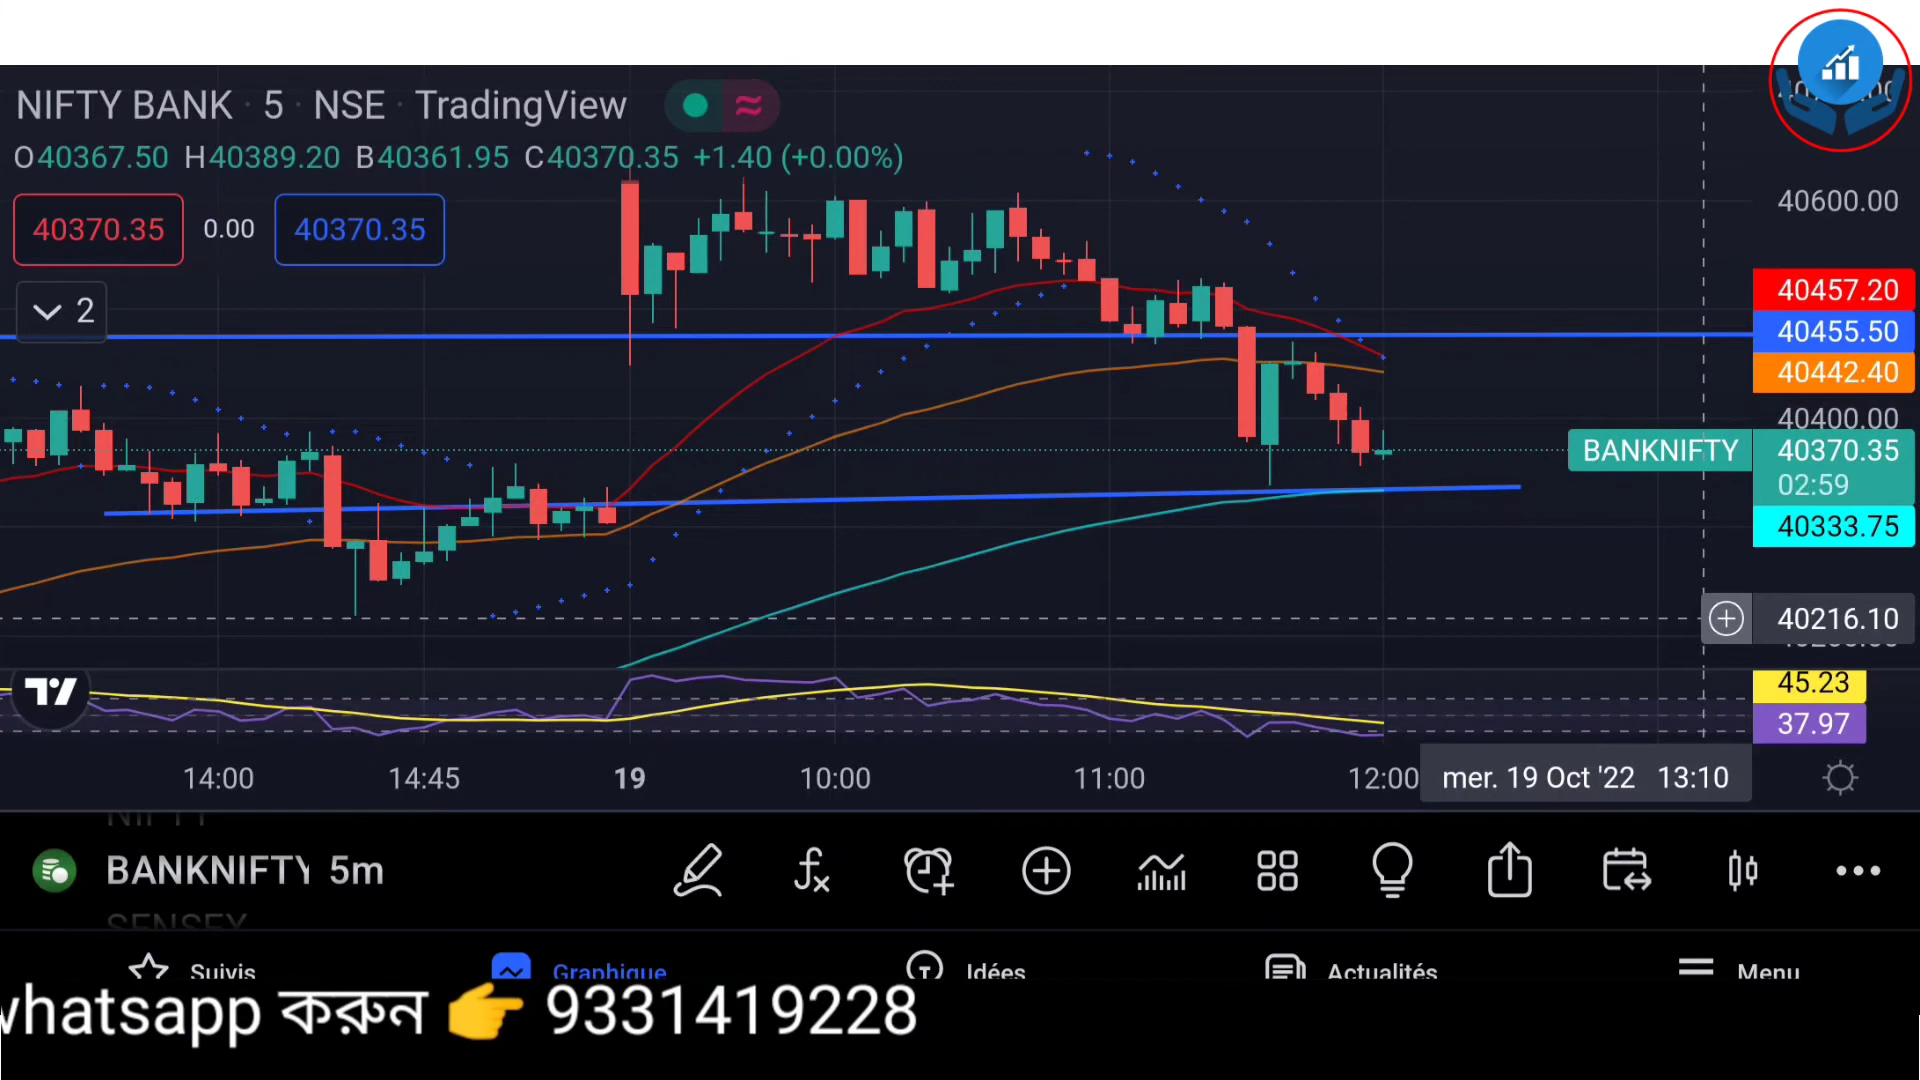 NIFTY BANK · 5 · NSE · TradingView
O40367.50 H40389.20 B40361.95 C40370.35 +1.40 (+0.00%)
40370.35 0.00 40370.35
2
40600.00
40457.20
40455.50
40442.40
40400.00
BANKNIFTY 40370.35
02:59
40333.75
40216.10
45.23
37.97
14:00 14:45 19 10:00 11:00 12:00 mer. 19 Oct '22 13:10
NIFTY
BANKNIFTY 5m
SENSEX
Suivis Graphique Idées Actualités Menu
whatsapp করুন 👉 9331419228